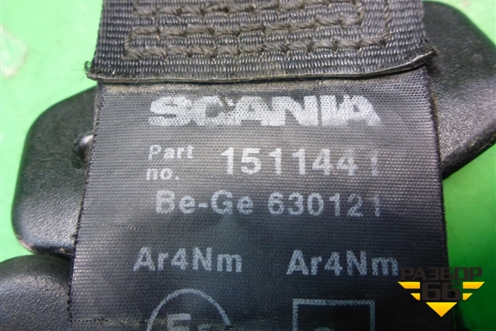 SCANIA
Part no. 1511441
Be-Ge 630121
Ar4Nm Ar4Nm
E
РАЗБОР
66